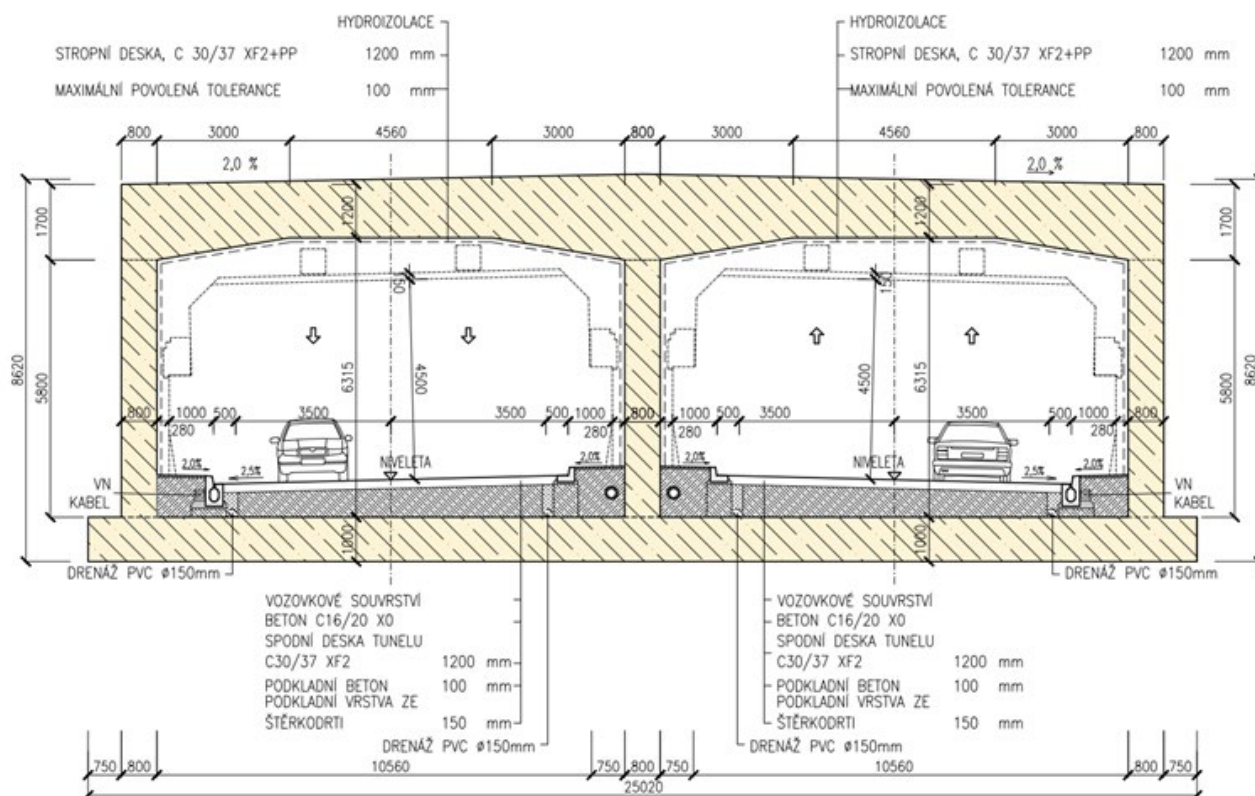 HYDROIZOLACE
HYDROIZOLACE
STROPNÍ DESKA, C 30/37 XF2+PP 1200 mm
STROPNÍ DESKA, C 30/37 XF2+PP 1200 mm
MAXIMÁLNÍ POVOLENÁ TOLERANCE 100 mm
MAXIMÁLNÍ POVOLENÁ TOLERANCE 100 mm
800 3000 4560 3000 800 3000 4560 3000 800
2,0 % 2,0 %
1700 1200 1200 1700
50 150
8620 5800 6315 4500 4500 6315 5800 8620
800 1000 500 3500 3500 500 1000 800 1000 500 3500 3500 500 1000 800
280 280 280 280
2,0% 2,5% NIVELETA 2,0% 2,0% NIVELETA 2,5% 2,0%
VN KABEL
VN KABEL
1000 1000
DRENÁŽ PVC ø150mm
DRENÁŽ PVC ø150mm
VOZOVKOVÉ SOUVRSTVÍ
BETON C16/20 X0
SPODNÍ DESKA TUNELU
C30/37 XF2 1200 mm
PODKLADNÍ BETON 100 mm
PODKLADNÍ VRSTVA ZE
ŠTĚRKODRTI 150 mm
DRENÁŽ PVC ø150mm
VOZOVKOVÉ SOUVRSTVÍ
BETON C16/20 X0
SPODNÍ DESKA TUNELU
C30/37 XF2 1200 mm
PODKLADNÍ BETON 100 mm
PODKLADNÍ VRSTVA ZE
ŠTĚRKODRTI 150 mm
DRENÁŽ PVC ø150mm
750 800 10560 750 800 750 10560 800 750
25020